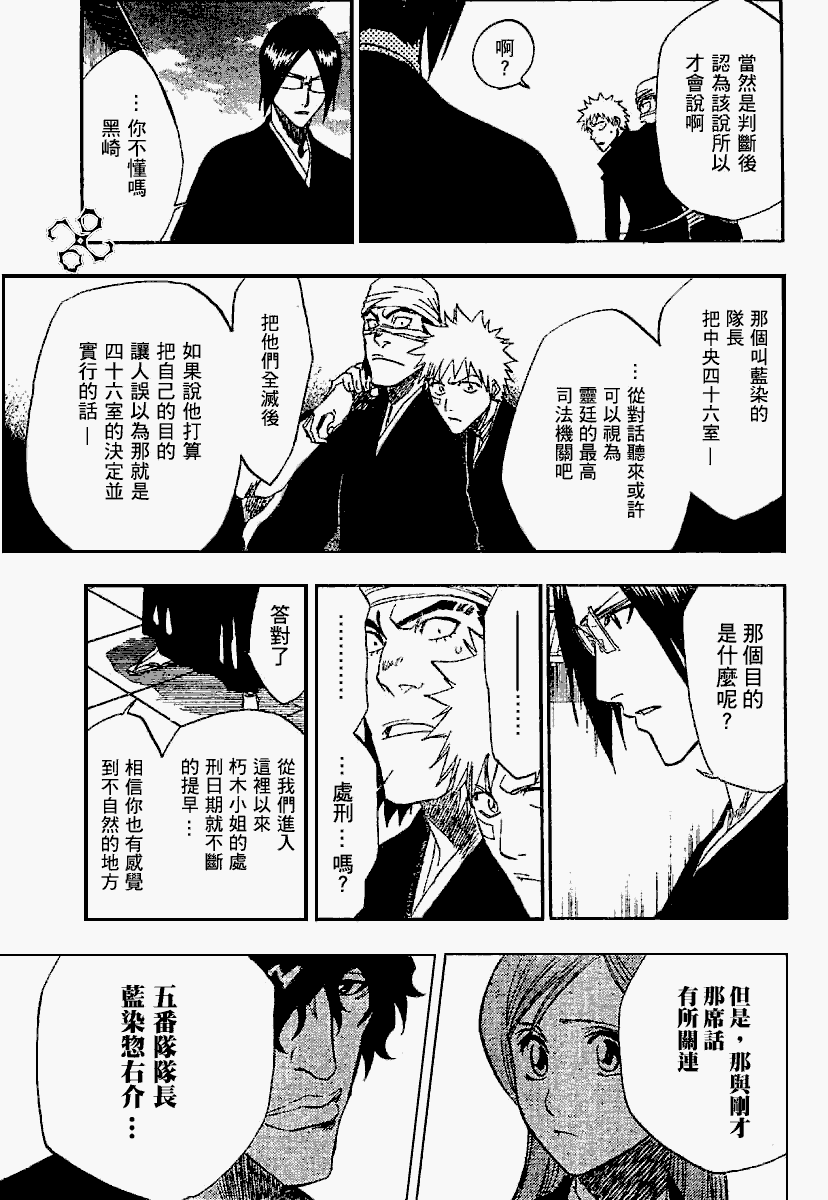 當然是判斷後
認為該說所以
才會說啊
啊？
…你不懂嗎
黑崎
那個叫藍染的
隊長
把中央四十六室—
…從對話聽來或許
可以視為
靈廷的最高
司法機關吧
把他們全滅後
如果說他打算
把自己的目的
讓人誤以為那就是
四十六室的決定並
實行的話—
那個目的
是什麼呢？
………
…………
…處刑…嗎？
答對了
從我們進入
這裡以來
朽木小姐的處
刑日期就不斷
的提早…
相信你也有感覺
到不自然的地方
但是，那與剛才
那席話
有所關連
五番隊隊長
藍染惣右介…